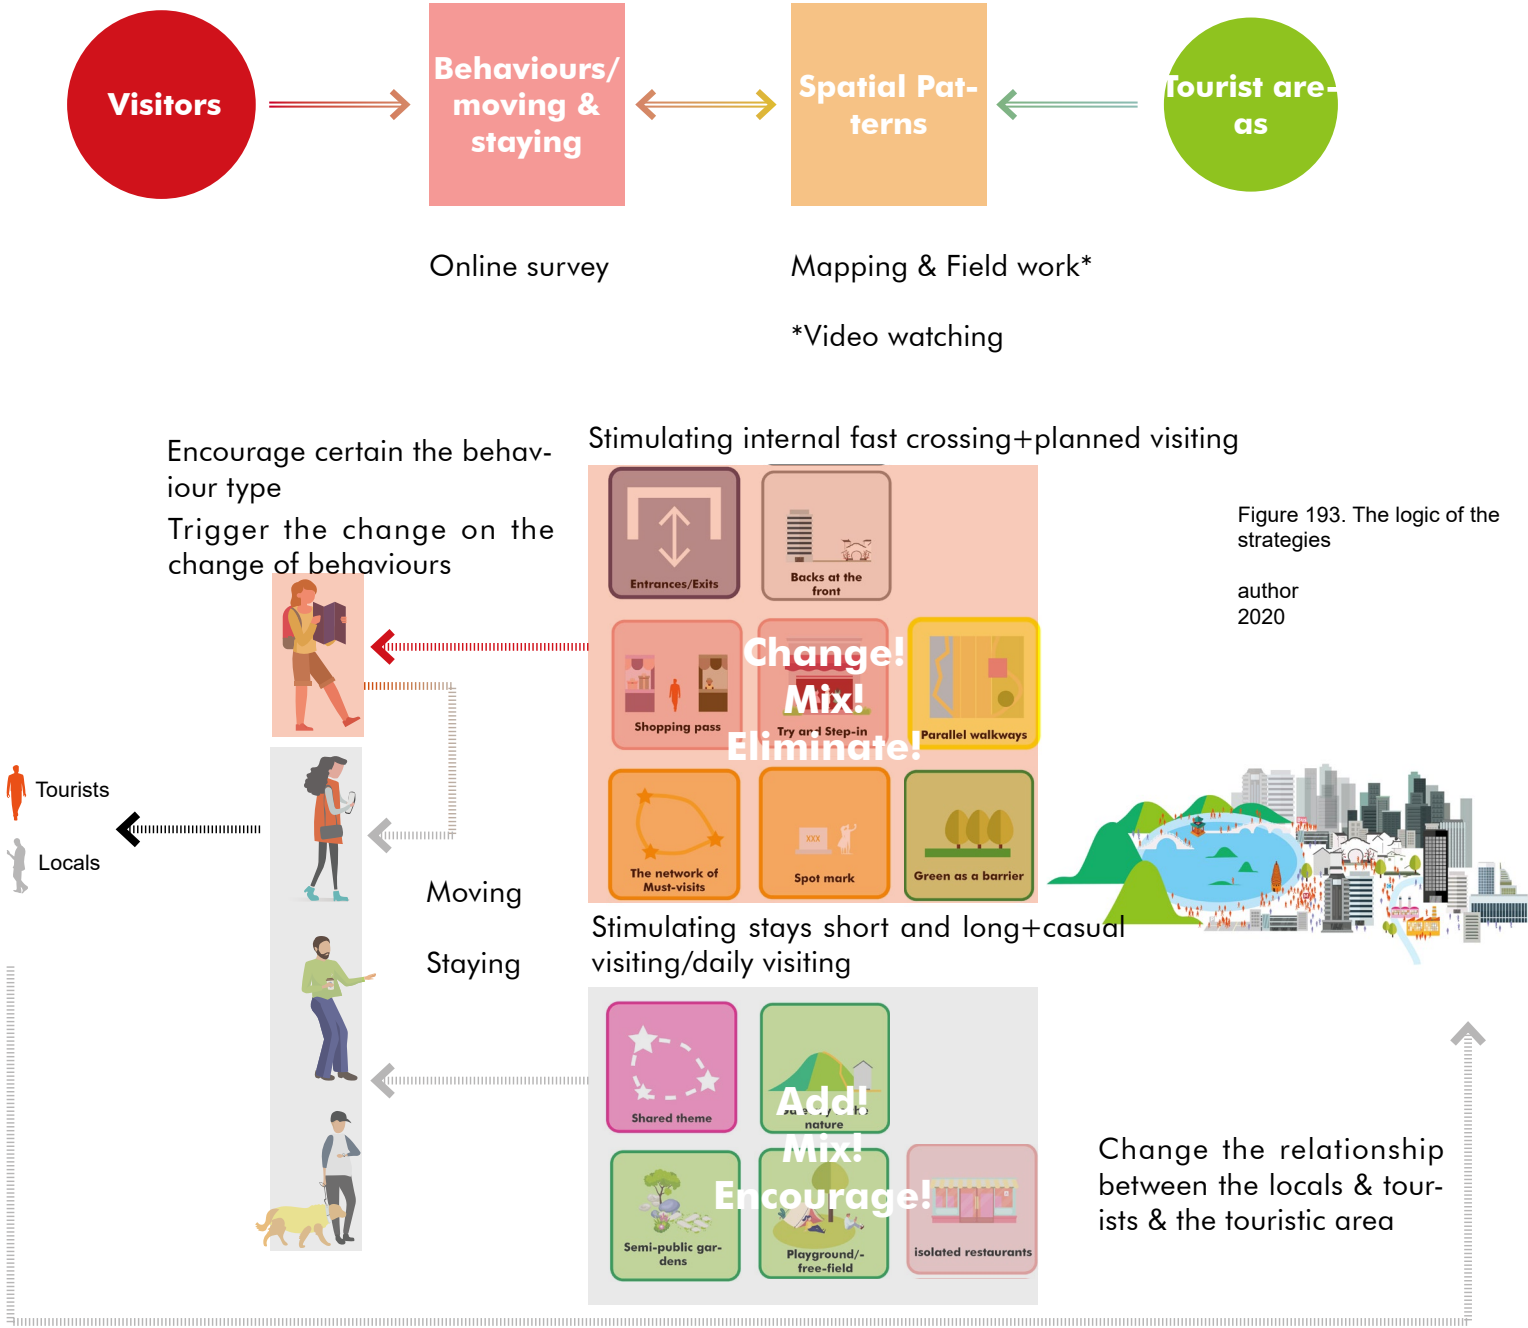 Visitors
Behaviours/
moving &
staying
Spatial Pat-
terns
Tourist are-
as
Online survey
Mapping & Field work*
*Video watching
Encourage certain the behav-
iour type
Trigger the change on the
change of behaviours
Stimulating internal fast crossing+planned visiting
Entrances/Exits
Backs at the
front
Shopping pass
Try and Step-in
Parallel walkways
Change!
Mix!
Eliminate!
The network of
Must-visits
XXX
Spot mark
Green as a barrier
Figure 193. The logic of the
strategies
author
2020
Tourists
Locals
Moving
Staying
Stimulating stays short and long+casual
visiting/daily visiting
Shared theme
nature
Add!
Mix!
Encourage!
Semi-public gar-
dens
Playground/-
free-field
isolated restaurants
Change the relationship
between the locals & tour-
ists & the touristic area